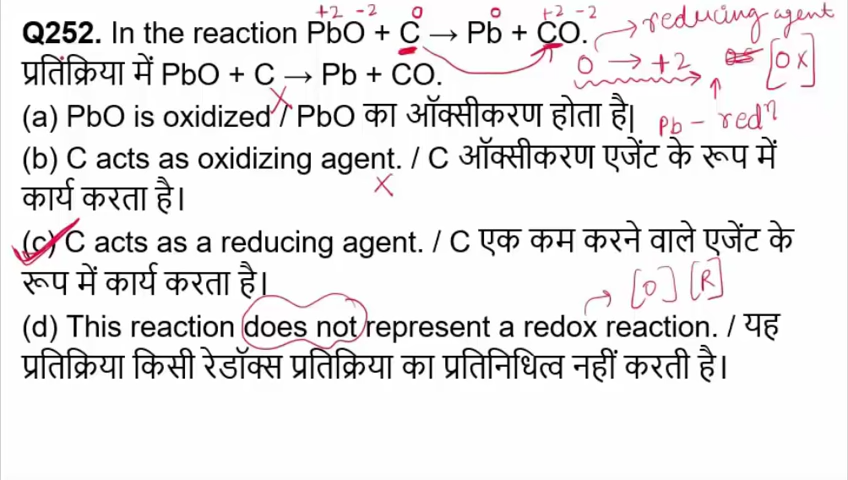 +2 -2 0 0 +2 -2 reducing agent
Q252. In the reaction PbO + C → Pb + CO.
0 → +2 [OX]
प्रतिक्रिया में PbO + C → Pb + CO.
(a) PbO is oxidized / PbO का ऑक्सीकरण होता है|
Pb - redⁿ
(b) C acts as oxidizing agent. / C ऑक्सीकरण एजेंट के रूप में
कार्य करता है।
(c) C acts as a reducing agent. / C एक कम करने वाले एजेंट के
रूप में कार्य करता है।
[O] [R]
(d) This reaction does not represent a redox reaction. / यह
प्रतिक्रिया किसी रेडॉक्स प्रतिक्रिया का प्रतिनिधित्व नहीं करती है।